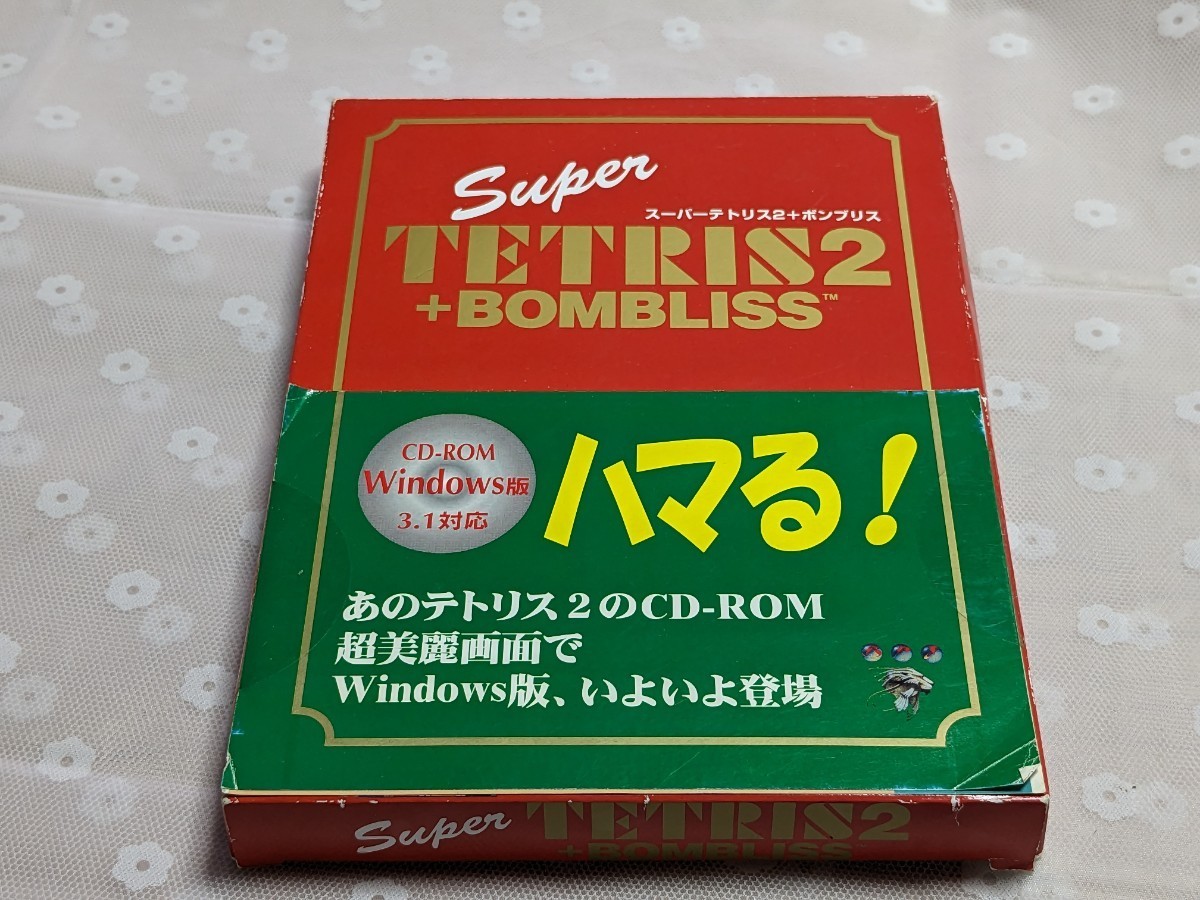 Super
スーパーテトリス2+ボンブリス
TETRIS2
+BOMBLISS™
CD-ROM
Windows版
3.1対応
ハマる!
あのテトリス2のCD-ROM
超美麗画面で
Windows版、いよいよ登場
Super TETRIS2
+BOMBLISS™